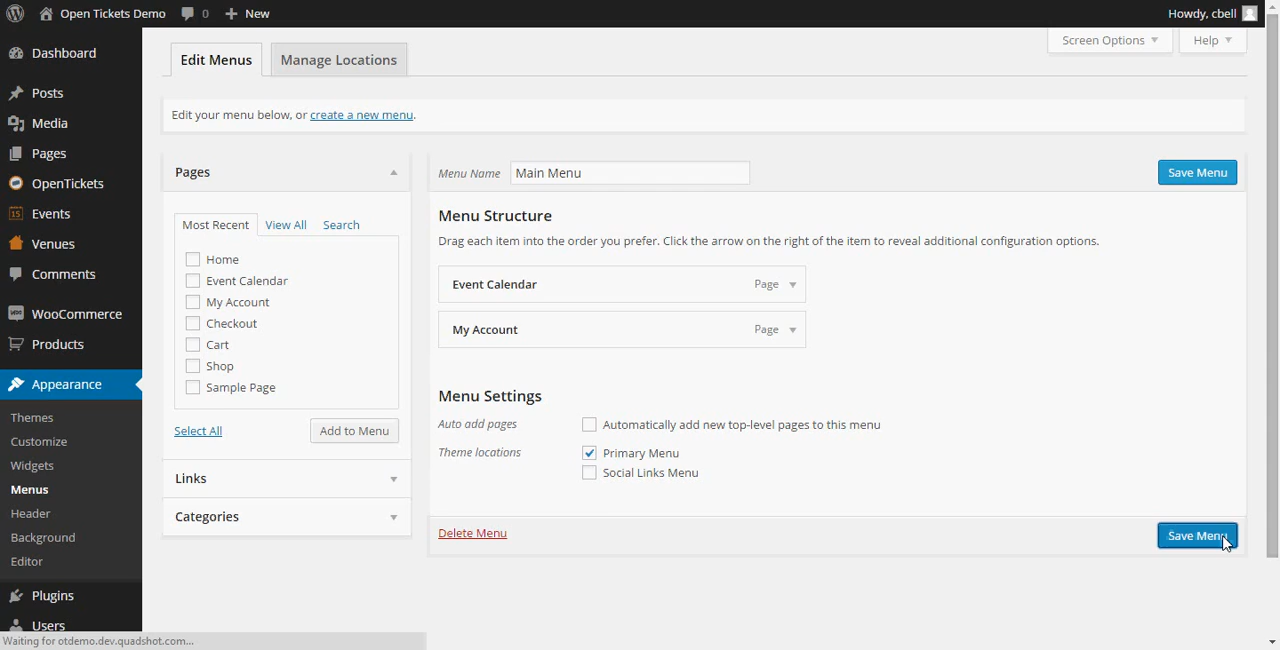 Open Tickets Demo 0 New Howdy, cbell
Dashboard
Posts
Media
Pages
OpenTickets
15 Events
Venues
Comments
Woo WooCommerce
Products
Appearance
Themes
Customize
Widgets
Menus
Header
Background
Editor
Plugins
Users
Screen Options Help
Edit Menus Manage Locations
Edit your menu below, or create a new menu.
Pages
Most Recent View All Search
Home
Event Calendar
My Account
Checkout
Cart
Shop
Sample Page
Select All Add to Menu
Links
Categories
Menu Name Main Menu Save Menu
Menu Structure
Drag each item into the order you prefer. Click the arrow on the right of the item to reveal additional configuration options.
Event Calendar Page
My Account Page
Menu Settings
Auto add pages Automatically add new top-level pages to this menu
Theme locations Primary Menu
Social Links Menu
Delete Menu Save Menu
Waiting for otdemo.dev.quadshot.com...